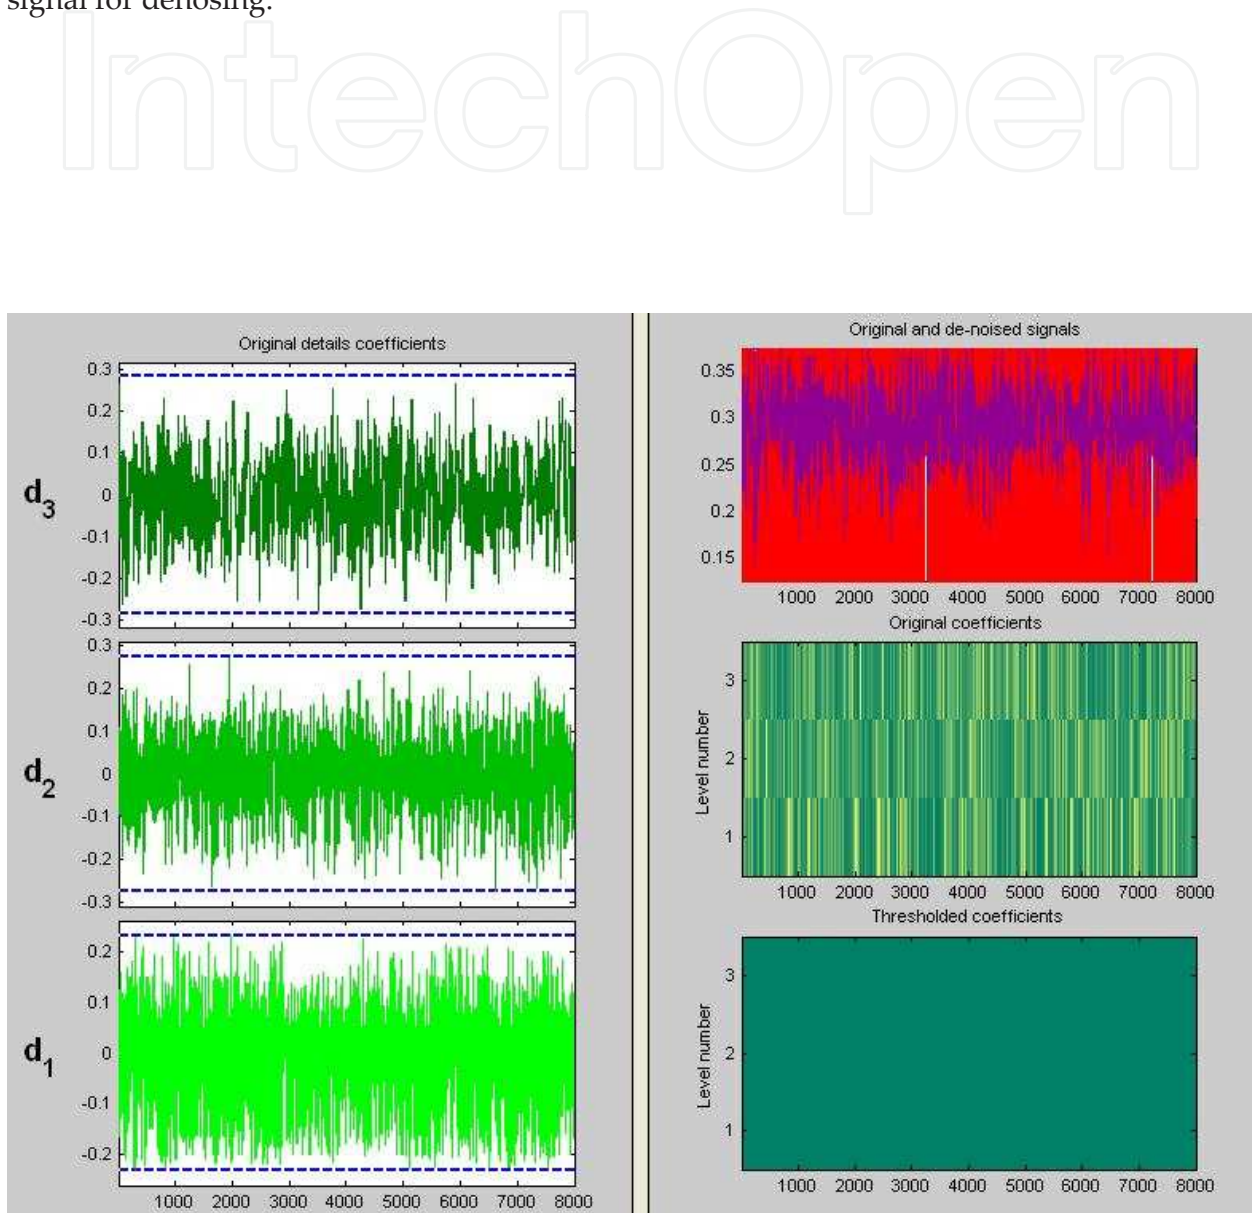 signal for denosing.
IntechOpen
Original details coefficients
0.3
0.2
0.1
0
-0.1
-0.2
-0.3
d3
0.3
0.2
0.1
0
-0.1
-0.2
-0.3
d2
0.2
0.1
0
-0.1
-0.2
d1
1000 2000 3000 4000 5000 6000 7000 8000
Original and de-noised signals
0.35
0.3
0.25
0.2
0.15
1000 2000 3000 4000 5000 6000 7000 8000
Original coefficients
Level number
3
2
1
1000 2000 3000 4000 5000 6000 7000 8000
Thresholded coefficients
Level number
3
2
1
1000 2000 3000 4000 5000 6000 7000 8000